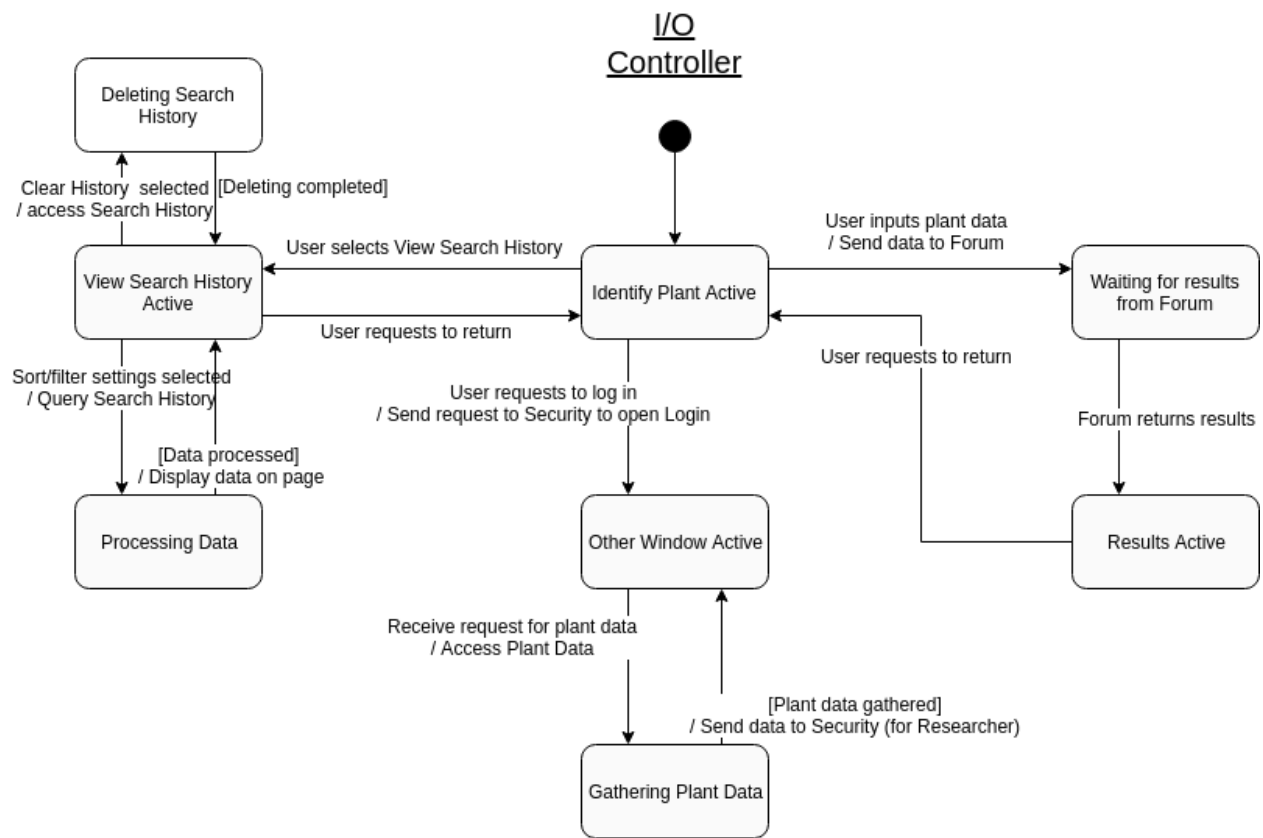 I/O
Controller
Deleting Search
History
Clear History  selected
/ access Search History
[Deleting completed]
User inputs plant data
/ Send data to Forum
User selects View Search History
View Search History
Active
Identify Plant Active
Waiting for results
from Forum
User requests to return
User requests to return
Sort/filter settings selected
/ Query Search History
User requests to log in
/ Send request to Security to open Login
Forum returns results
[Data processed]
/ Display data on page
Processing Data
Other Window Active
Results Active
Receive request for plant data
/ Access Plant Data
[Plant data gathered]
/ Send data to Security (for Researcher)
Gathering Plant Data